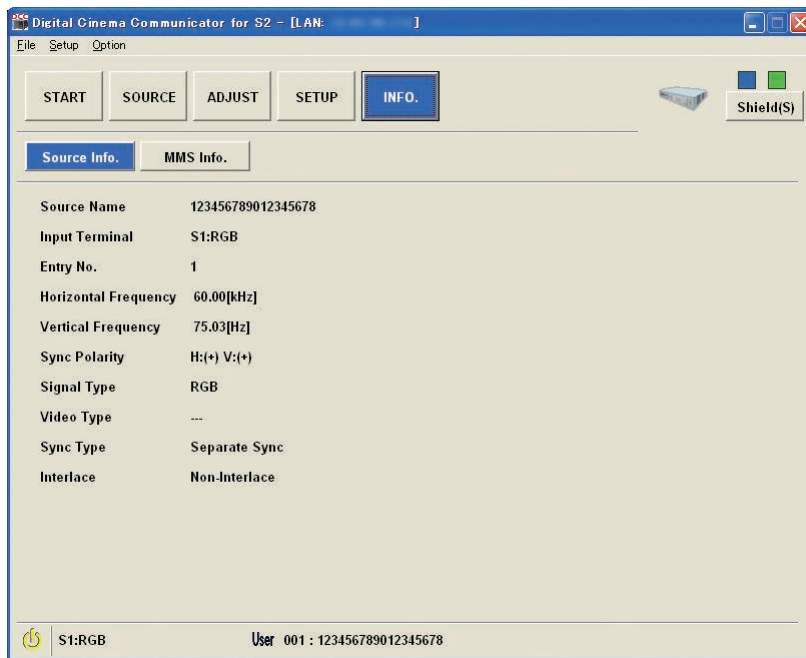 Digital Cinema Communicator for S2 - [LAN: ]
File Setup Option
START SOURCE ADJUST SETUP INFO. Shield(S)
Source Info. MMS Info.
Source Name 123456789012345678
Input Terminal S1:RGB
Entry No. 1
Horizontal Frequency 60.00[kHz]
Vertical Frequency 75.03[Hz]
Sync Polarity H:(+) V:(+)
Signal Type RGB
Video Type ---
Sync Type Separate Sync
Interlace Non-Interlace
S1:RGB User 001 : 123456789012345678